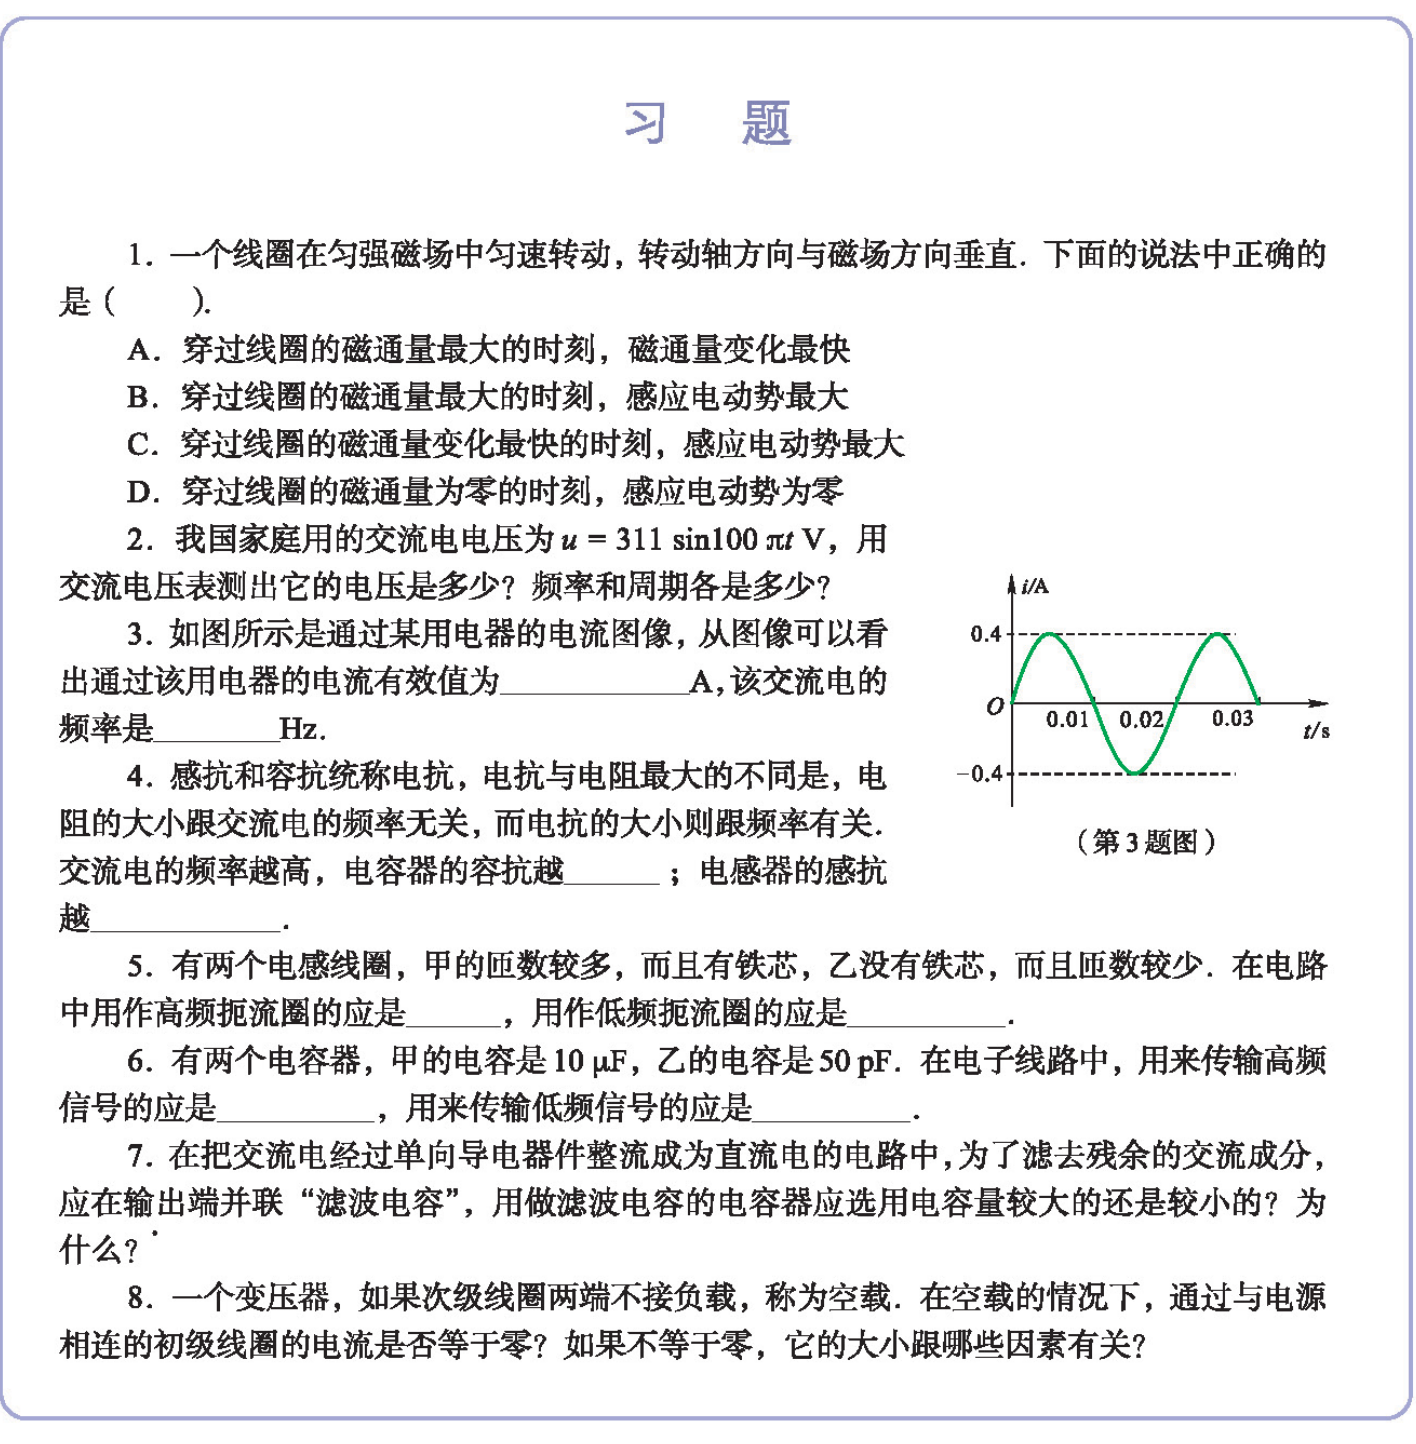 习 题
1. 一个线圈在匀强磁场中匀速转动，转动轴方向与磁场方向垂直. 下面的说法中正确的
是（  ）.
A. 穿过线圈的磁通量最大的时刻，磁通量变化最快
B. 穿过线圈的磁通量最大的时刻，感应电动势最大
C. 穿过线圈的磁通量变化最快的时刻，感应电动势最大
D. 穿过线圈的磁通量为零的时刻，感应电动势为零
2. 我国家庭用的交流电电压为 u = 311 sin100 πt V，用
交流电压表测出它的电压是多少？频率和周期各是多少？
3. 如图所示是通过某用电器的电流图像，从图像可以看
出通过该用电器的电流有效值为____________A，该交流电的
频率是________Hz.
4. 感抗和容抗统称电抗，电抗与电阻最大的不同是，电
阻的大小跟交流电的频率无关，而电抗的大小则跟频率有关.
交流电的频率越高，电容器的容抗越______；电感器的感抗
越____________.
i/A
0.4
O
0.01
0.02
0.03
t/s
−0.4
（第 3 题图）
5. 有两个电感线圈，甲的匝数较多，而且有铁芯，乙没有铁芯，而且匝数较少. 在电路
中用作高频扼流圈的应是______，用作低频扼流圈的应是__________.
6. 有两个电容器，甲的电容是 10 μF，乙的电容是 50 pF. 在电子线路中，用来传输高频
信号的应是__________，用来传输低频信号的应是__________.
7. 在把交流电经过单向导电器件整流成为直流电的电路中，为了滤去残余的交流成分，
应在输出端并联“滤波电容”，用做滤波电容的电容器应选用电容量较大的还是较小的？为
什么？
8. 一个变压器，如果次级线圈两端不接负载，称为空载. 在空载的情况下，通过与电源
相连的初级线圈的电流是否等于零？如果不等于零，它的大小跟哪些因素有关？